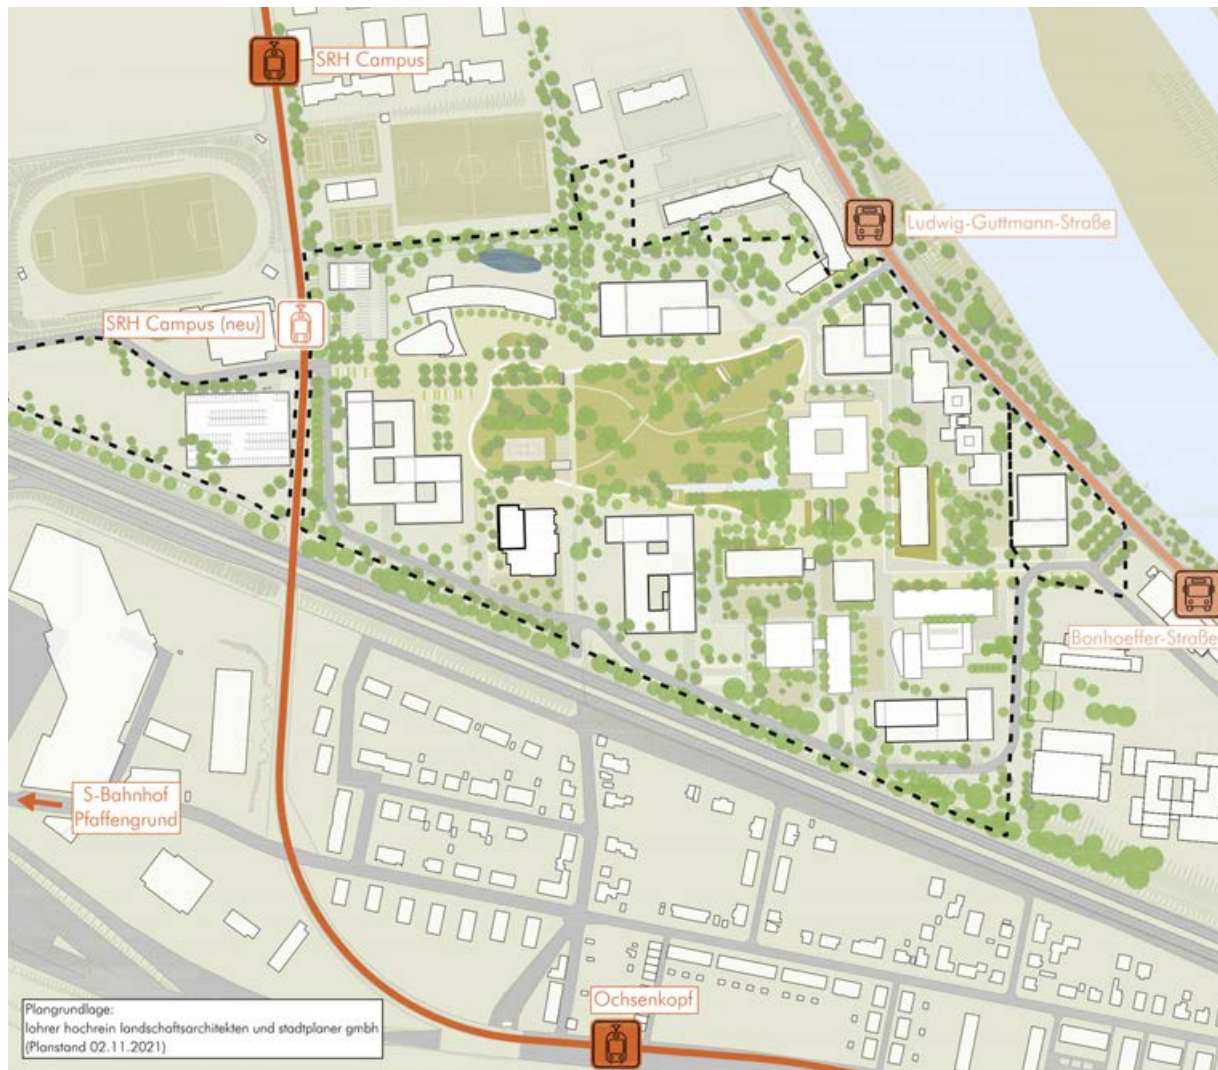 SRH Campus
Ludwig-Guttmann-Straße
SRH Campus (neu)
Bonhoeffer-Straße
S-Bahnhof
Pfaffengrund
Ochsenkopf
Plangrundlage:
lohrer hochrein landschaftsarchitekten und stadtplaner gmbh
(Planstand 02.11.2021)